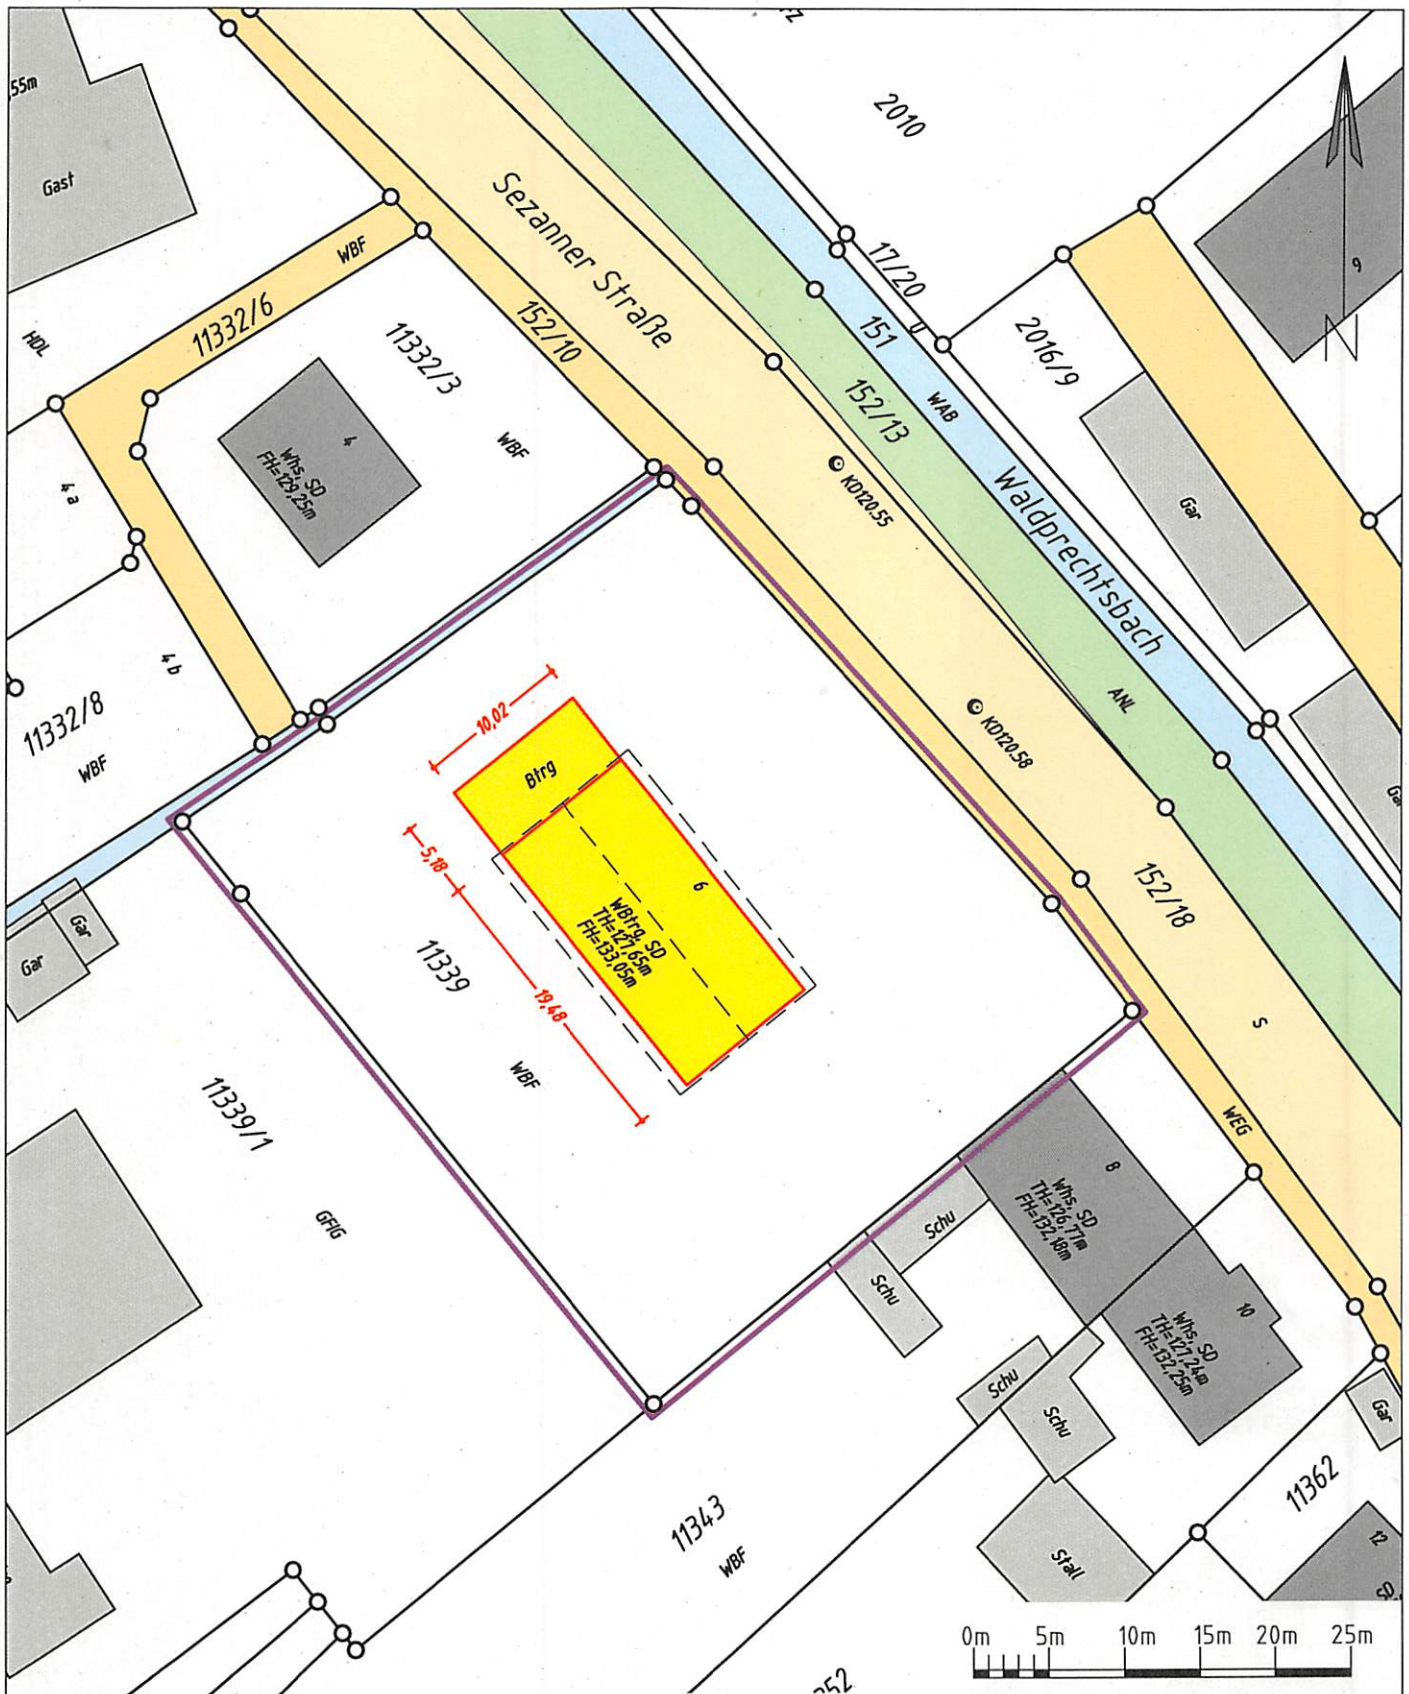 ,55m
Gast
HDL
WBF
11332/6
11332/3
4
Whs, SD
FH=129,25m
WBF
4 a
4 b
11332/8
WBF
Sezanner Straße
152/10
2010
17/20
151
WAB
152/13
2016/9
9
Gar
KD120.55
Waldprechtsbach
ANL
KD120.58
10,02
Btrg
5,18
6
WBtrg, SD
TH=127,65m
FH=133,05m
19,48
11339
WBF
Gar
Gar
11339/1
GFIG
152/18
S
WEG
8
Whs, SD
TH=126,77m
FH=132,18m
10
Whs, SD
TH=127,24m
FH=132,25m
Schu
Schu
Schu
Schu
Stall
Gar
11362
12
SD
11343
WBF
N
0m 5m 10m 15m 20m 25m